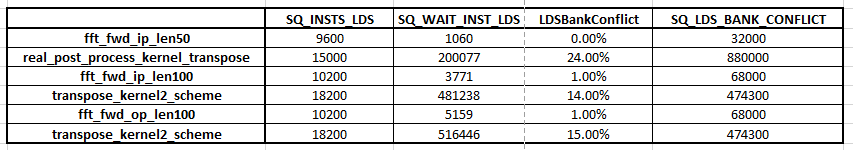 SQ_INSTS_LDS SQ_WAIT_INST_LDS LDSBankConflict SQ_LDS_BANK_CONFLICT
fft_fwd_ip_len50 9600 1060 0.00% 32000
real_post_process_kernel_transpose 15000 200077 24.00% 880000
fft_fwd_ip_len100 10200 3771 1.00% 68000
transpose_kernel2_scheme 18200 481238 14.00% 474300
fft_fwd_op_len100 10200 5159 1.00% 68000
transpose_kernel2_scheme 18200 516446 15.00% 474300